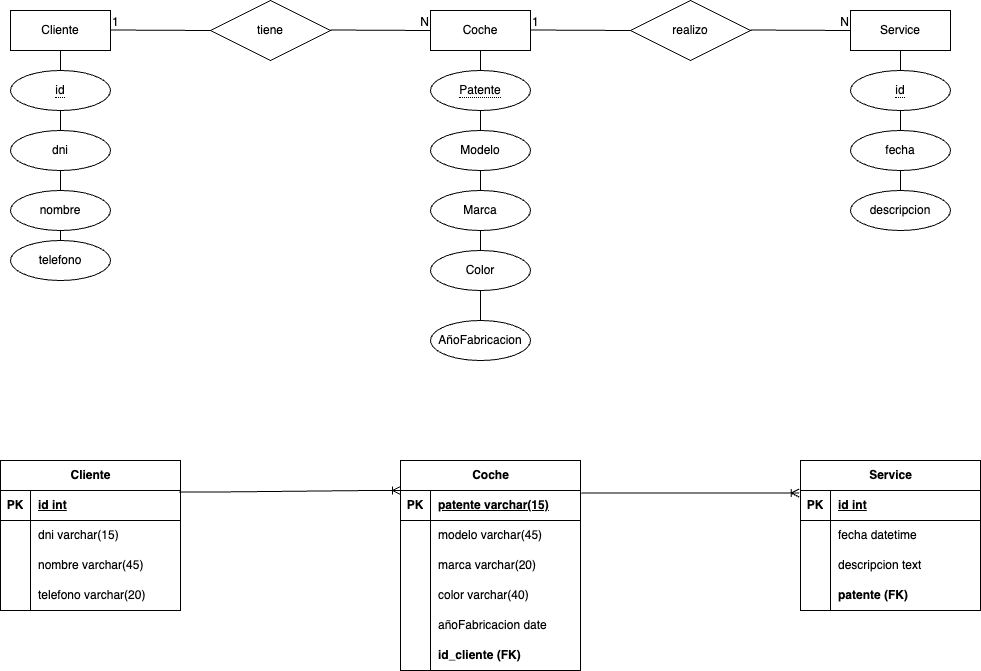 Cliente 1 tiene N Coche 1 realizo N Service
id Patente id
dni Modelo fecha
nombre Marca descripcion
telefono Color
AñoFabricacion
Cliente
PK id int
dni varchar(15)
nombre varchar(45)
telefono varchar(20)
Coche
PK patente varchar(15)
modelo varchar(45)
marca varchar(20)
color varchar(40)
añoFabricacion date
id_cliente (FK)
Service
PK id int
fecha datetime
descripcion text
patente (FK)